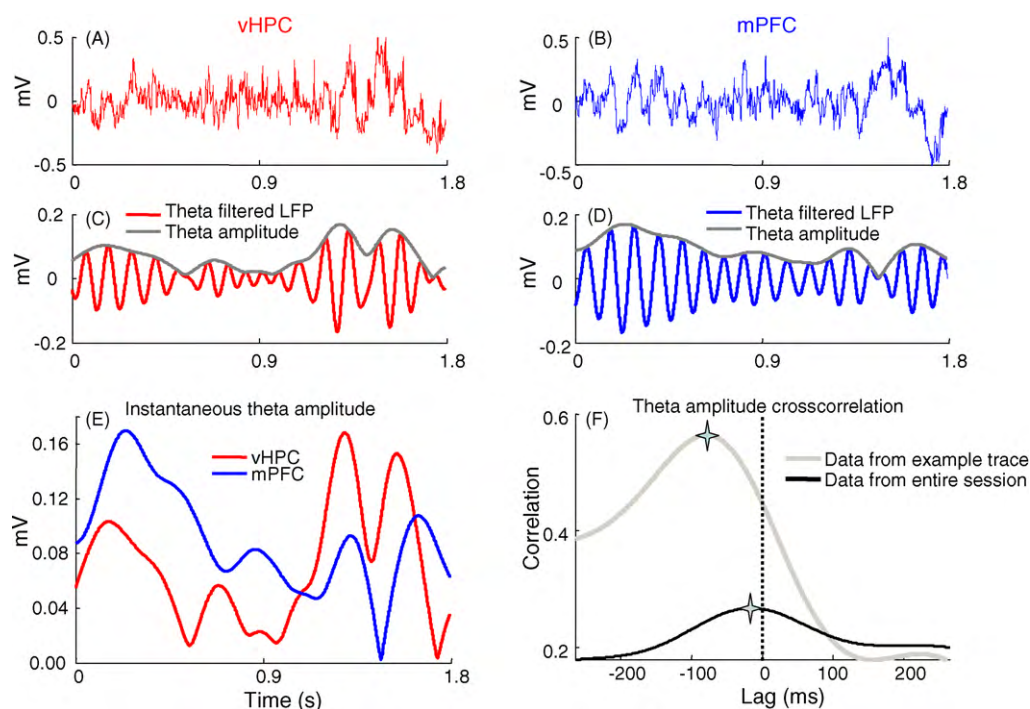 vHPC
(A)
0.5
mV
0
-0.5
0
0.9
1.8
mPFC
(B)
0.5
mV
0
-0.5
0
0.9
1.8
(C)
Theta filtered LFP
Theta amplitude
0.2
mV
0
-0.2
0
0.9
1.8
(D)
Theta filtered LFP
Theta amplitude
0.2
mV
0
-0.2
0
0.9
1.8
(E)
Instantaneous theta amplitude
vHPC
mPFC
0.16
0.12
0.08
0.04
0.00
mV
0
0.9
1.8
Time (s)
(F)
Theta amplitude crosscorrelation
Data from example trace
Data from entire session
0.6
0.4
0.2
Correlation
-200
-100
0
100
200
Lag (ms)